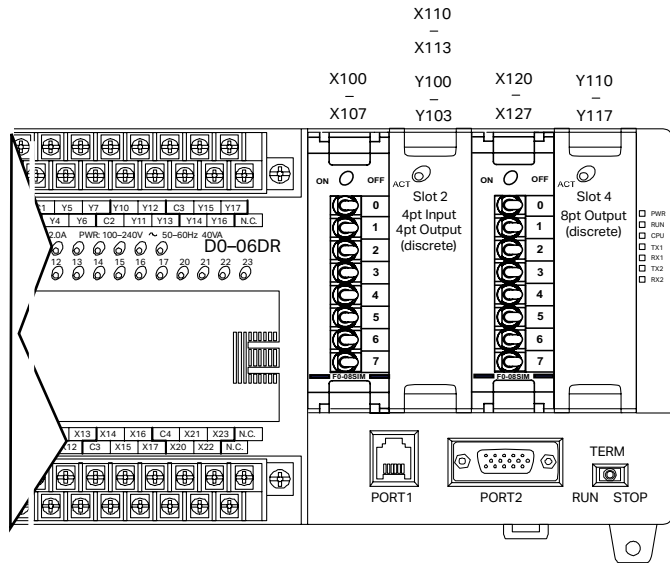 X110
–
X113
X100
–
X107
Y100
–
Y103
X120
–
X127
Y110
–
Y117
ON OFF
ACT
Slot 2
4pt Input
4pt Output
(discrete)
0
1
2
3
4
5
6
7
F0-08SIM
ON OFF
ACT
Slot 4
8pt Output
(discrete)
0
1
2
3
4
5
6
7
F0-08SIM
PWR
RUN
CPU
TX1
RX1
TX2
RX2
Y5 Y7 Y10 Y12 C3 Y15 Y17
Y4 Y6 C2 Y11 Y13 Y14 Y16 N.C.
2.0A PWR: 100–240V ~ 50–60Hz 40VA
D0–06DR
12 13 14 15 16 17 20 21 22 23
X13 X14 X16 C4 X21 X23 N.C.
C3 X15 X17 X20 X22 N.C.
PORT1
PORT2
TERM
RUN STOP